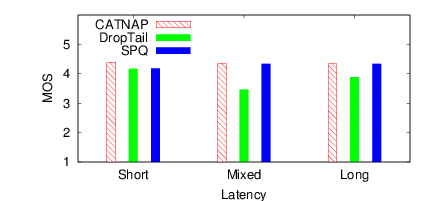 CATNAP
DropTail
SPQ
5
4
3
2
1
MOS
Short Mixed Long
Latency